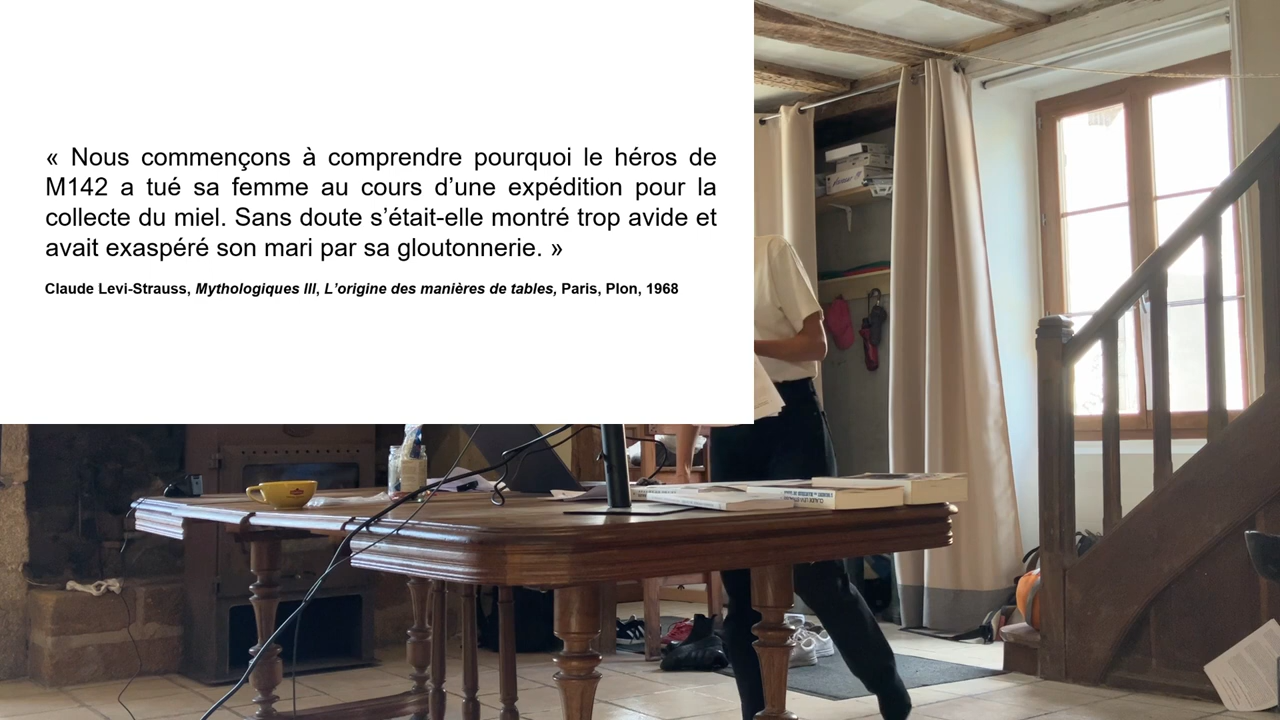 « Nous commençons à comprendre pourquoi le héros de
M142 a tué sa femme au cours d’une expédition pour la
collecte du miel. Sans doute s’était-elle montré trop avide et
avait exaspéré son mari par sa gloutonnerie. »
Claude Levi-Strauss, Mythologiques III, L’origine des manières de tables, Paris, Plon, 1968